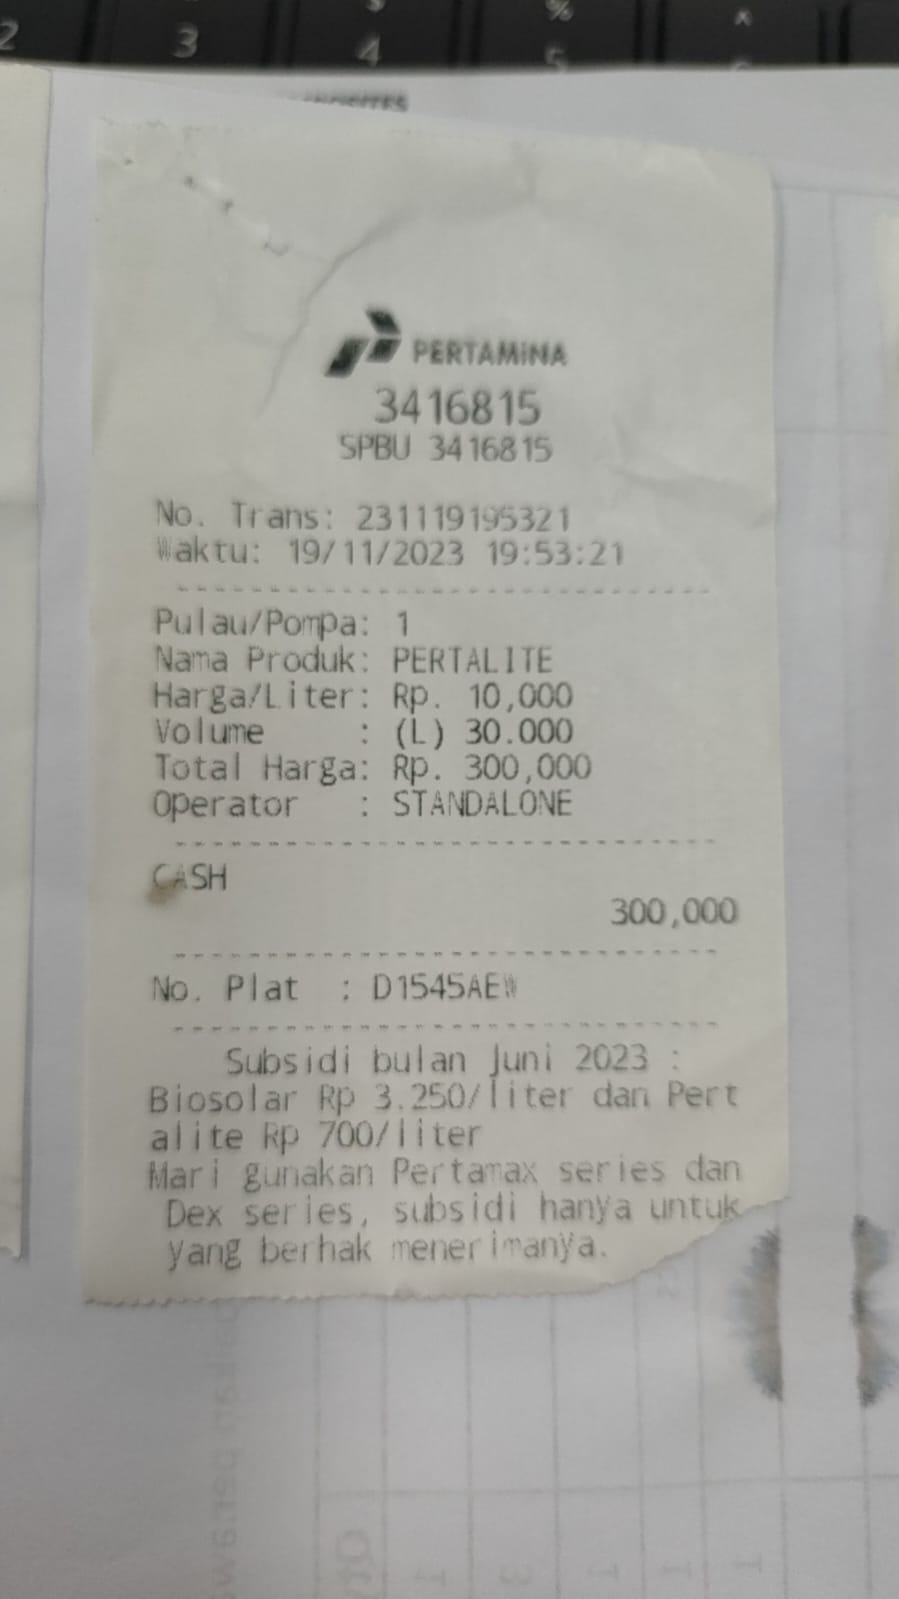 2
3
4
5
%
^
PERTAMINA
3416815
SPBU 3416815
No. Trans: 231119195321
Waktu: 19/11/2023 19:53:21
Pulau/Pompa: 1
Nama Produk: PERTALITE
Harga/Liter: Rp. 10,000
Volume : (L) 30.000
Total Harga: Rp. 300,000
Operator : STANDALONE
CASH
300,000
No. Plat : D1545AEW
Subsidi bulan Juni 2023 :
Biosolar Rp 3.250/liter dan Pert
alite Rp 700/liter
Mari gunakan Pertamax series dan
Dex series, subsidi hanya untuk
yang berhak menerimanya.